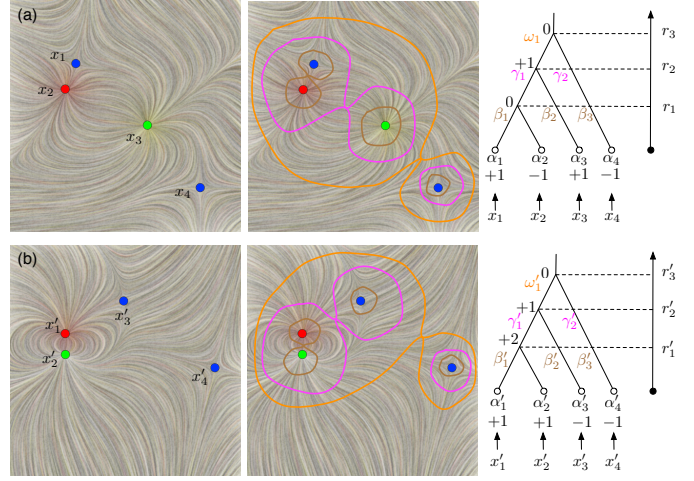 (a)
x₁
x₂
x₃
x₄
0
r₃
ω₁
+1
r₂
γ₁
γ₂
0
r₁
β₁
β₂
β₃
α₁ α₂ α₃ α₄
+1 -1 +1 -1
x₁ x₂ x₃ x₄
(b)
x′₁
x′₂
x′₃
x′₄
0
r′₃
ω′₁
+1
r′₂
γ′₁
γ′₂
+2
r′₁
β′₁
β′₂
β′₃
α′₁ α′₂ α′₃ α′₄
+1 +1 -1 -1
x′₁ x′₂ x′₃ x′₄